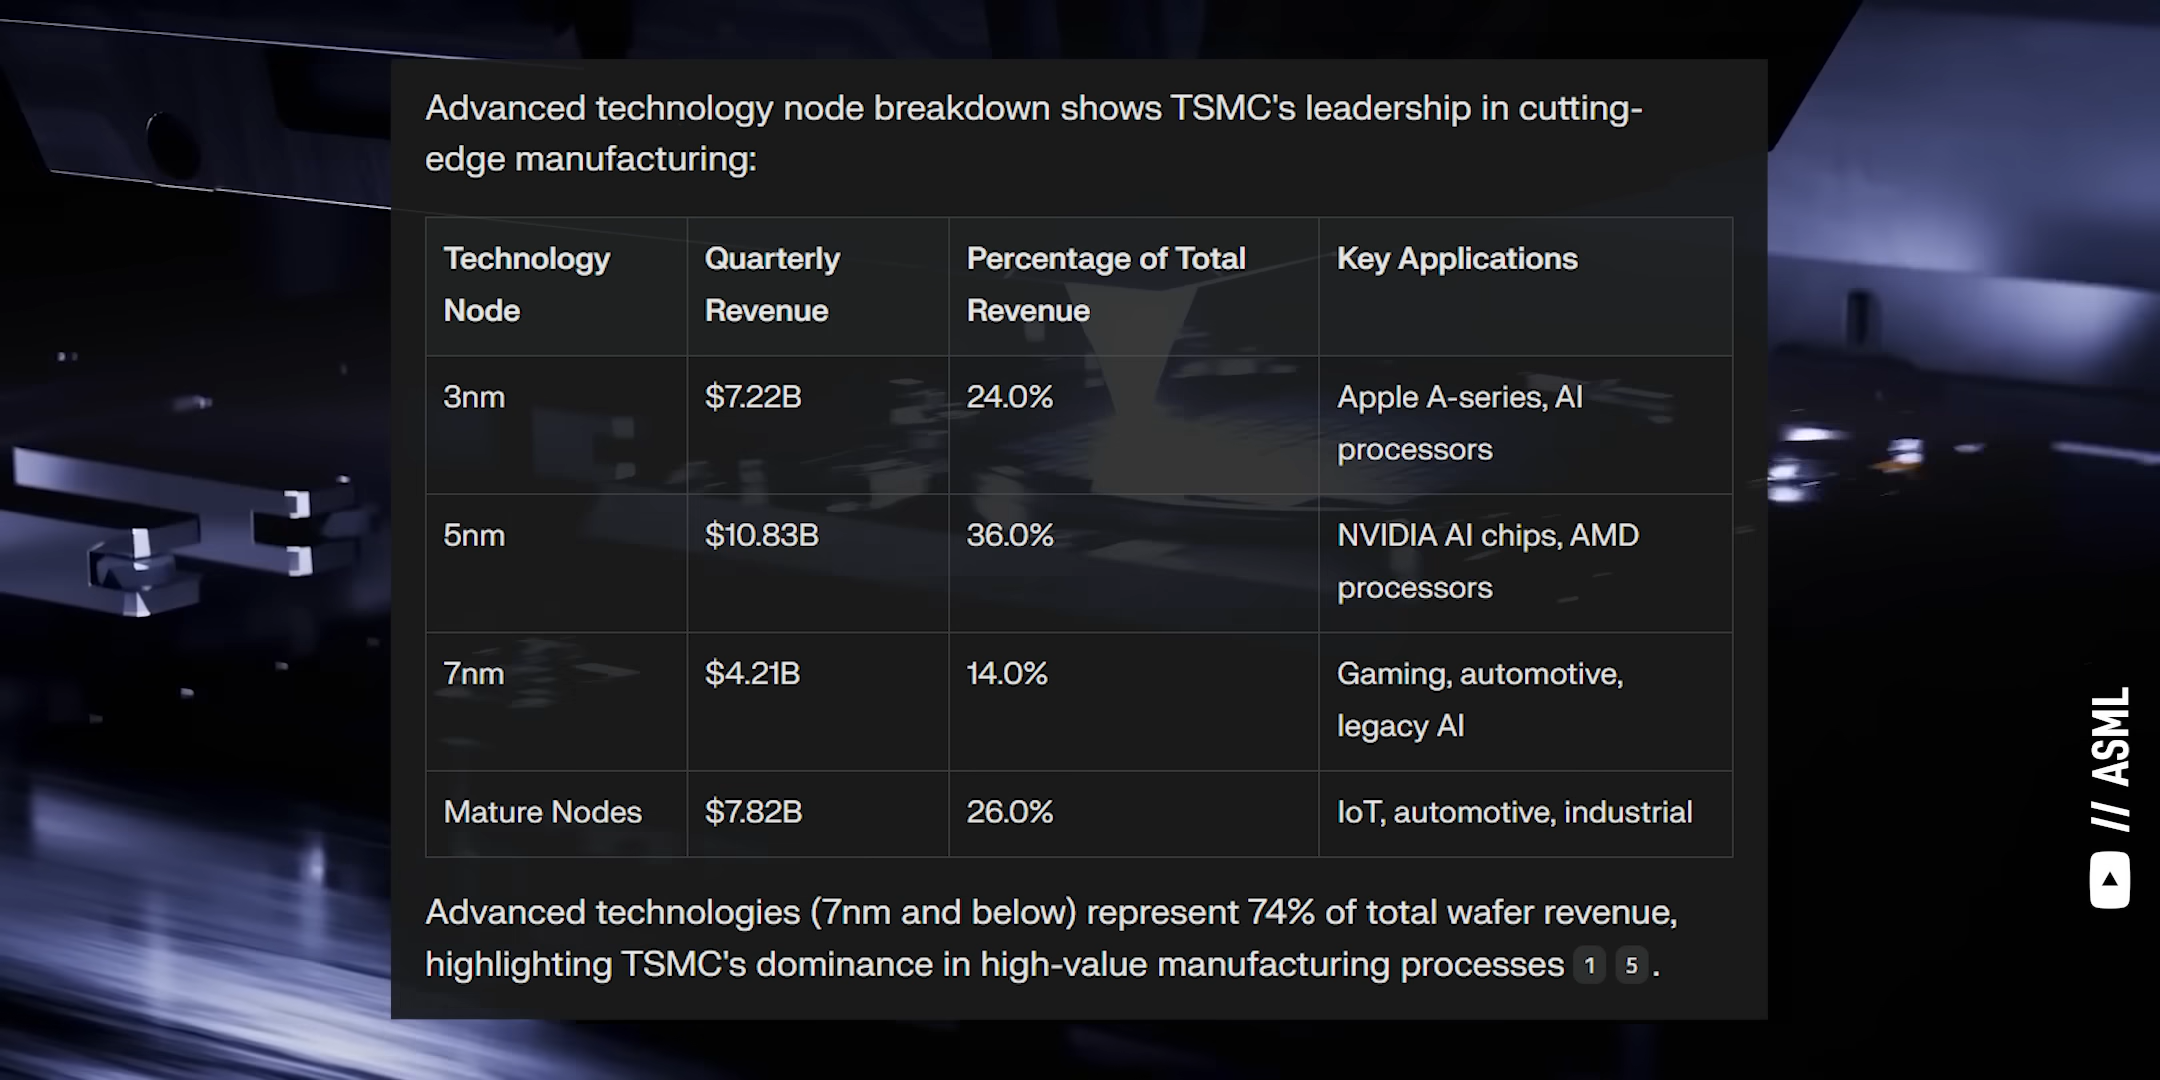 Advanced technology node breakdown shows TSMC's leadership in cutting-
edge manufacturing:
Technology Node
Quarterly Revenue
Percentage of Total Revenue
Key Applications
3nm
$7.22B
24.0%
Apple A-series, AI
processors
5nm
$10.83B
36.0%
NVIDIA AI chips, AMD
processors
7nm
$4.21B
14.0%
Gaming, automotive,
legacy AI
Mature Nodes
$7.82B
26.0%
IoT, automotive, industrial
Advanced technologies (7nm and below) represent 74% of total wafer revenue,
highlighting TSMC's dominance in high-value manufacturing processes 1 5 .
// ASML